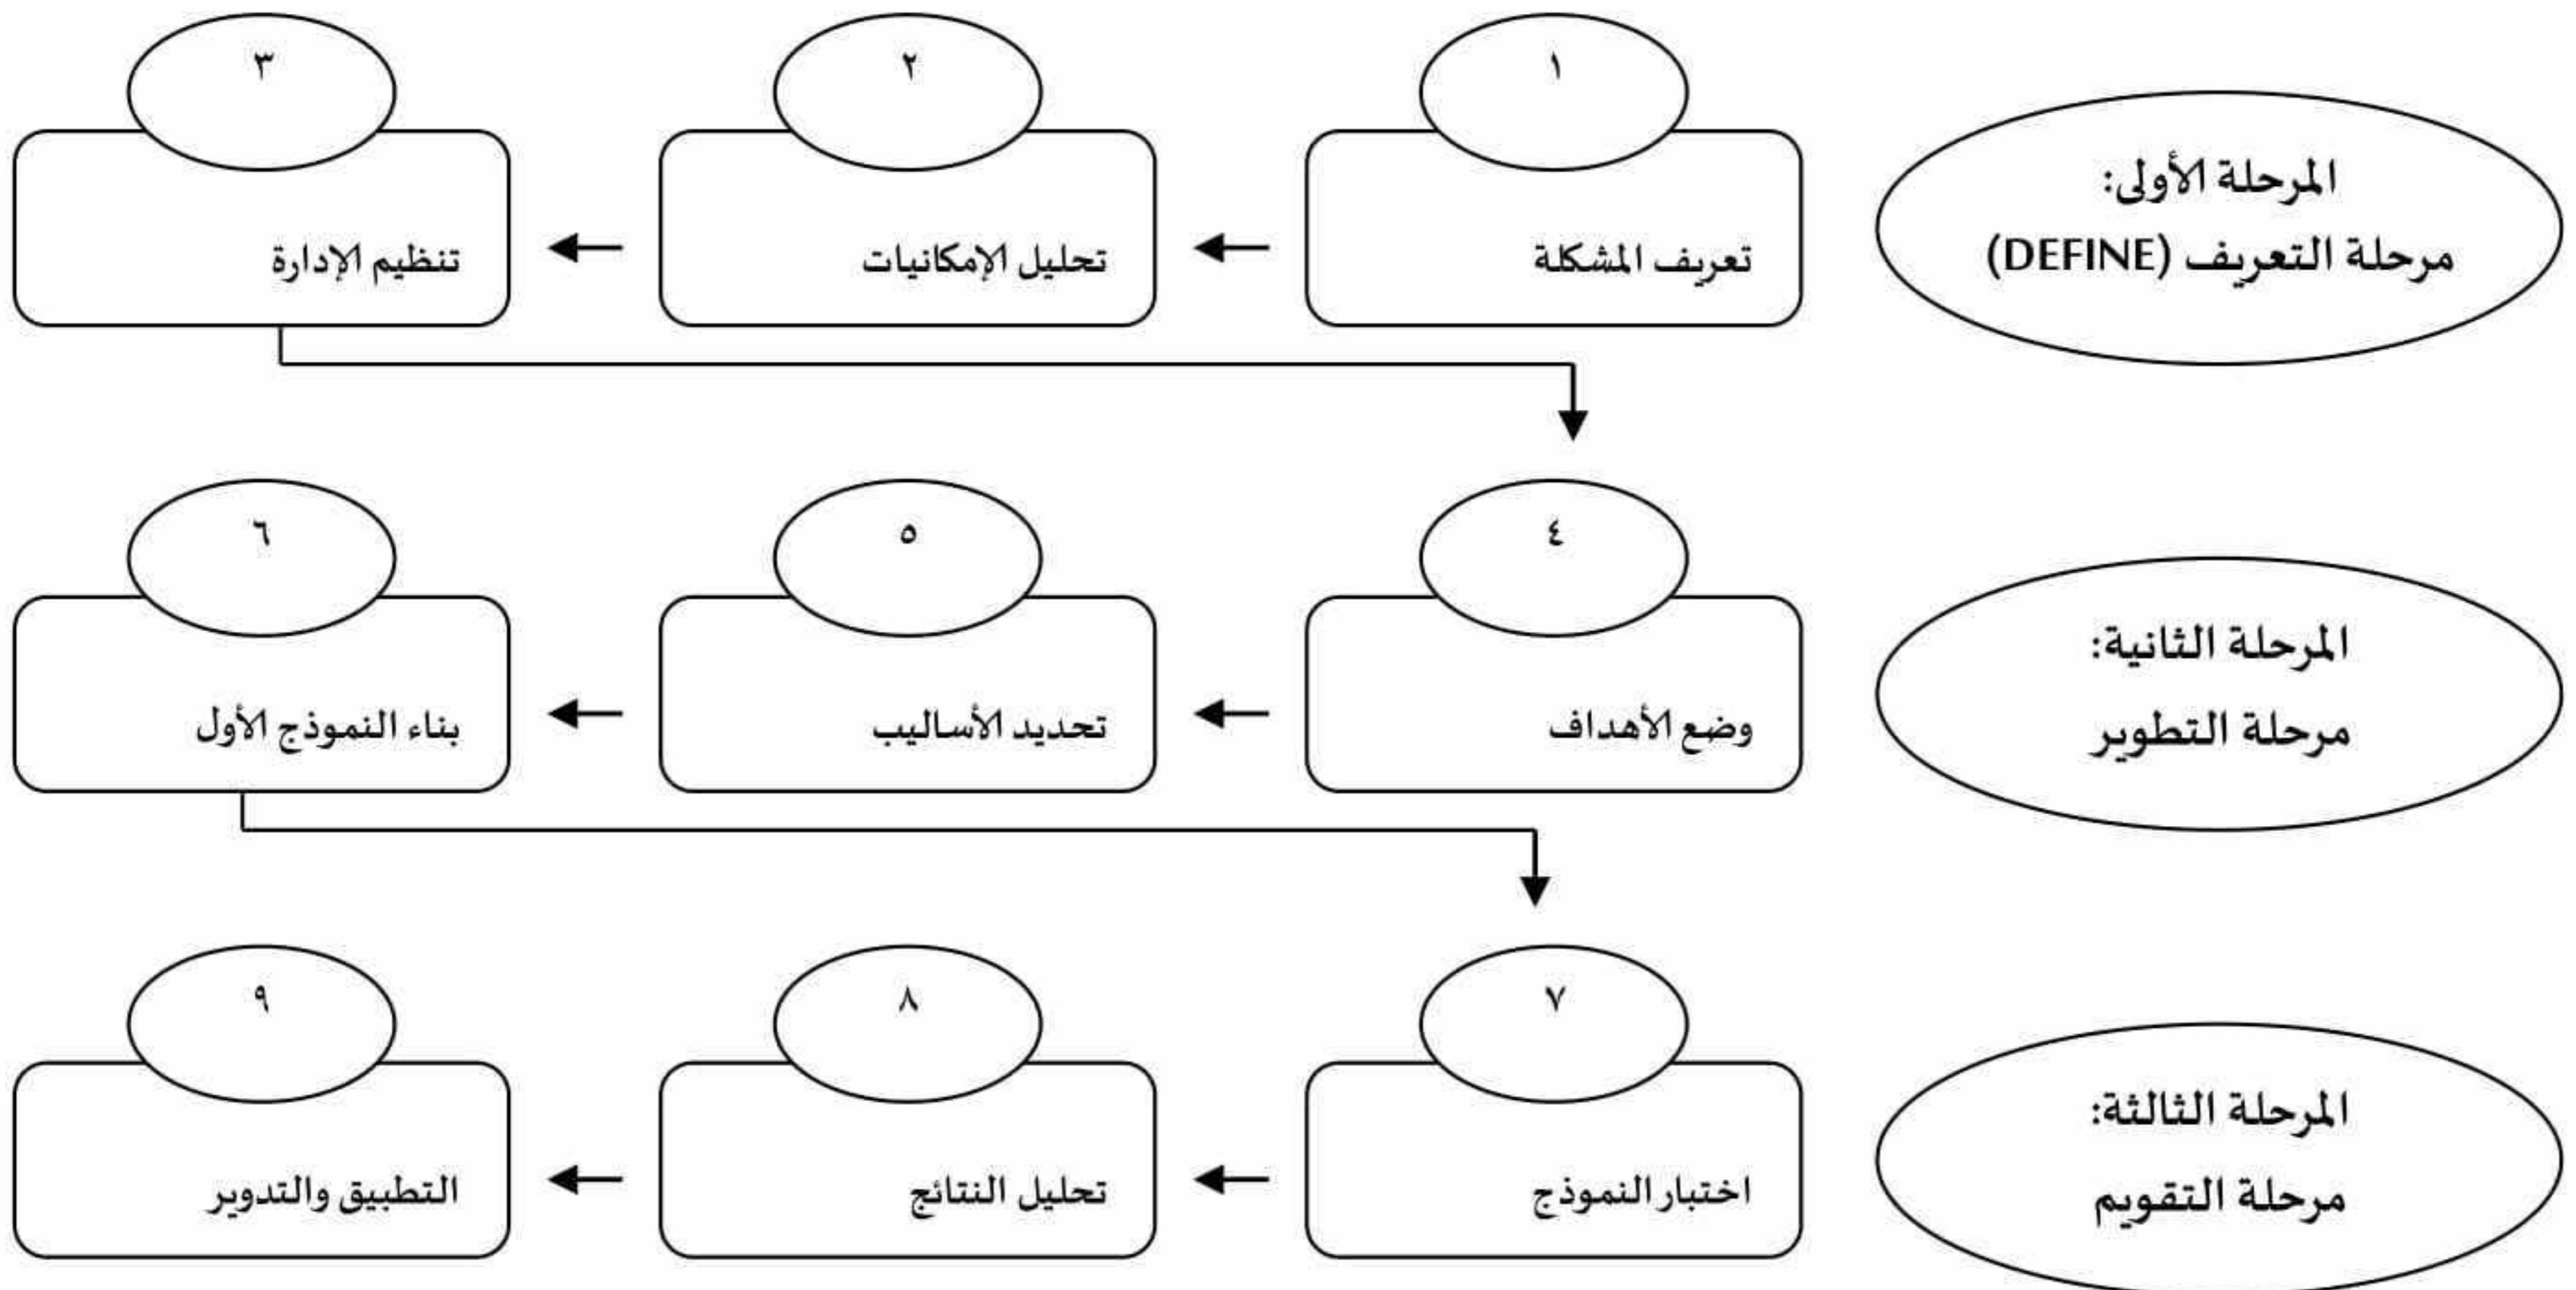 المرحلة الأولى:
مرحلة التعريف (DEFINE)
١
تعريف المشكلة
٢
تحليل الإمكانيات
٣
تنظيم الإدارة
المرحلة الثانية:
مرحلة التطوير
٤
وضع الأهداف
٥
تحديد الأساليب
٦
بناء النموذج الأول
المرحلة الثالثة:
مرحلة التقويم
٧
اختبار النموذج
٨
تحليل النتائج
٩
التطبيق والتدوير